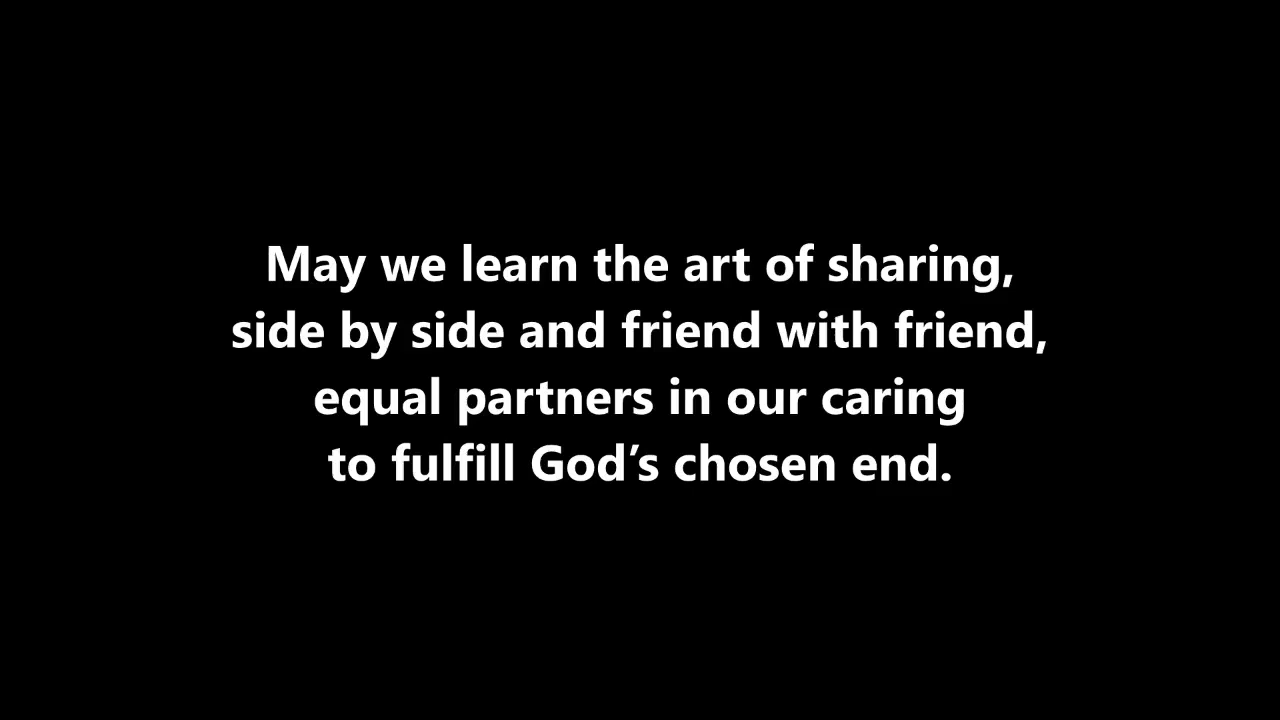 May we learn the art of sharing,
side by side and friend with friend,
equal partners in our caring
to fulfill God’s chosen end.